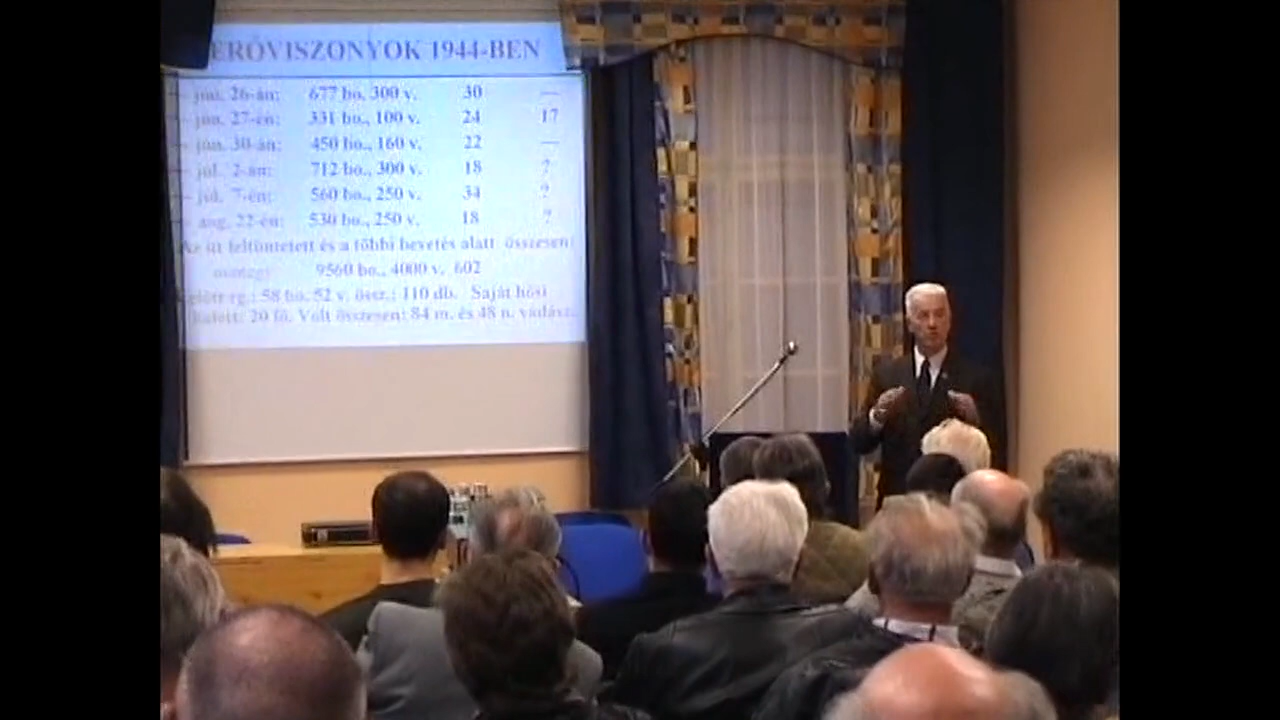 ERŐVISZONYOK 1944-BEN
— jún. 26-án: 677 bo. 300 v. 30 —
— jún. 27-én: 331 bo., 100 v. 24 17
— jún. 30-án: 450 bo., 160 v. 22 —
— júl. 2-án: 712 bo., 300 v. 18 ?
— júl. 7-én: 560 bo., 250 v. 34 ?
— aug. 22-én: 530 bo., 250 v. 18 ?
Az itt feltüntetett és a többi bevetés alatt összesen:
9560 bo., 4000 v. 602
58 bo. 52 v. össz.: 110 db. Saját hősi
20 fő. Volt összesen: 84 m. és 48 n. vadász.